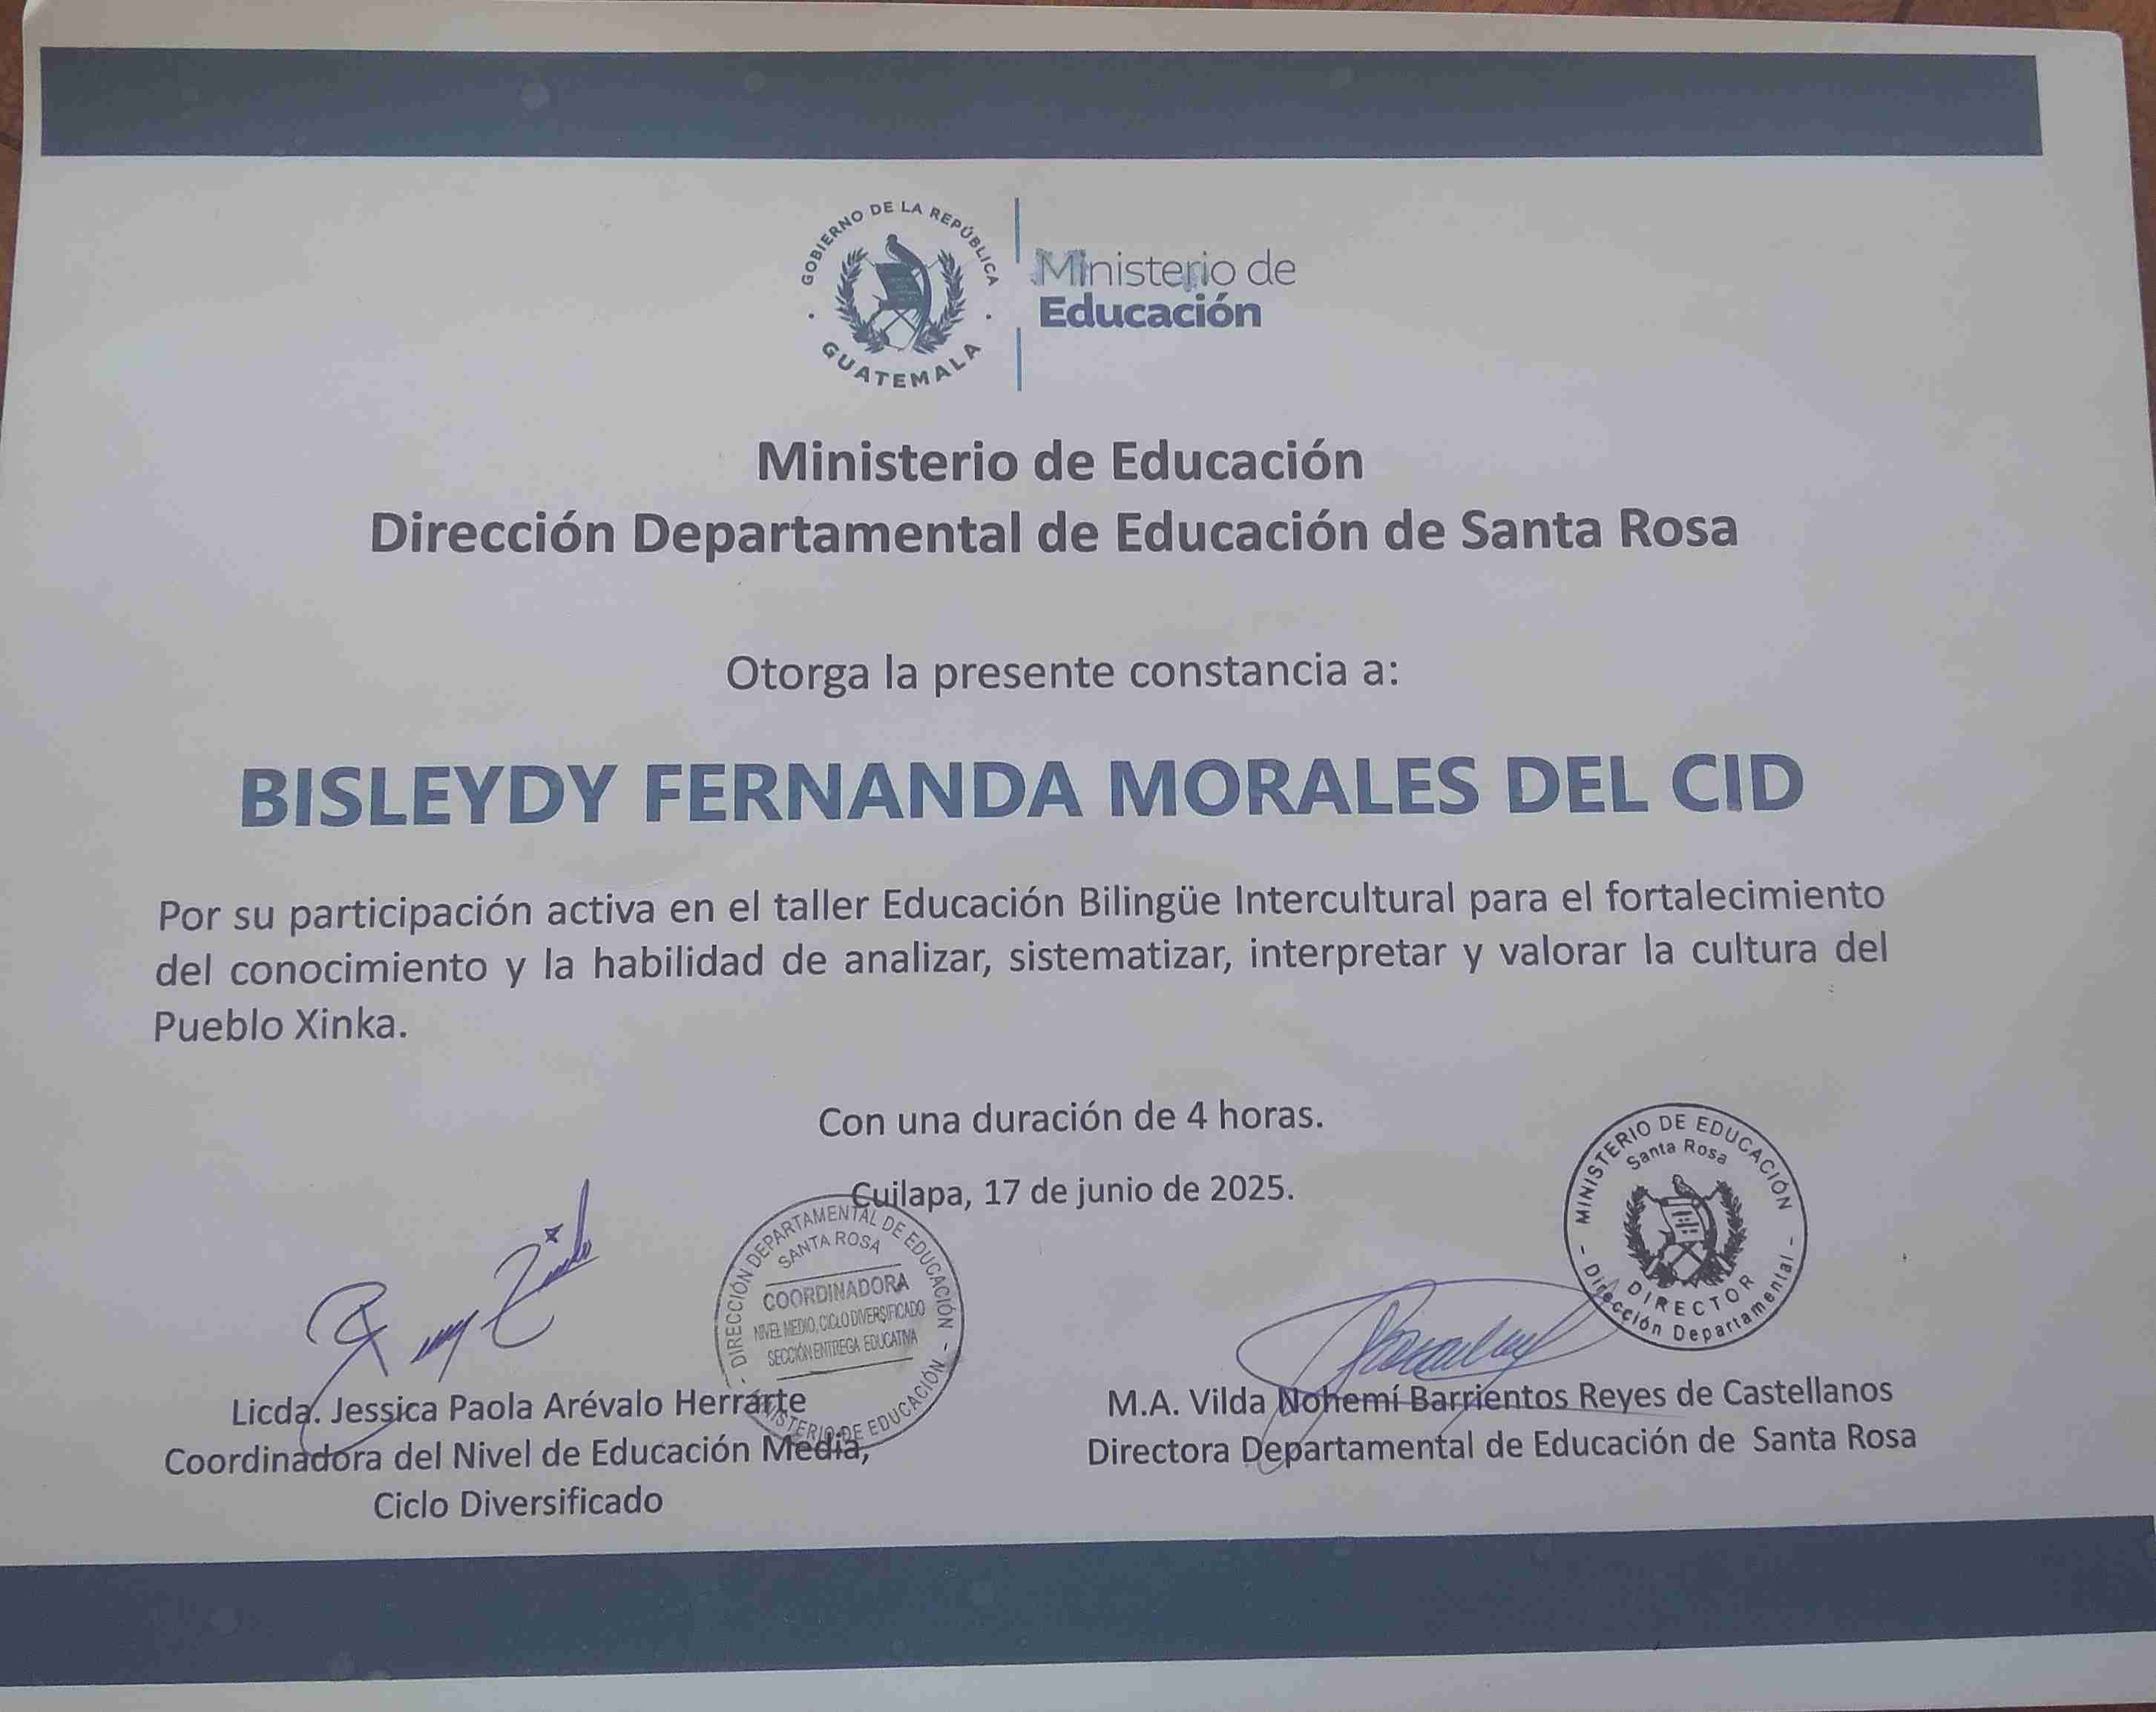 GOBIERNO DE LA REPÚBLICA
GUATEMALA
Ministerio de
Educación
Ministerio de Educación
Dirección Departamental de Educación de Santa Rosa
Otorga la presente constancia a:
BISLEYDY FERNANDA MORALES DEL CID
Por su participación activa en el taller Educación Bilingüe Intercultural para el fortalecimiento
del conocimiento y la habilidad de analizar, sistematizar, interpretar y valorar la cultura del
Pueblo Xinka.
Con una duración de 4 horas.
Cuilapa, 17 de junio de 2025.
DIRECCIÓN DEPARTAMENTAL DE EDUCACIÓN -
SANTA ROSA
COORDINADORA
NIVEL MEDIO, CICLO DIVERSIFICADO
SECCIÓN ENTREGA EDUCATIVA
DE EDUCACIÓN
MINISTERIO DE EDUCACIÓN
Santa Rosa
DIRECTOR
- Dirección Departamental -
Licda. Jessica Paola Arévalo Herrarte
Coordinadora del Nivel de Educación Media,
Ciclo Diversificado
M.A. Vilda Nohemí Barrientos Reyes de Castellanos
Directora Departamental de Educación de Santa Rosa